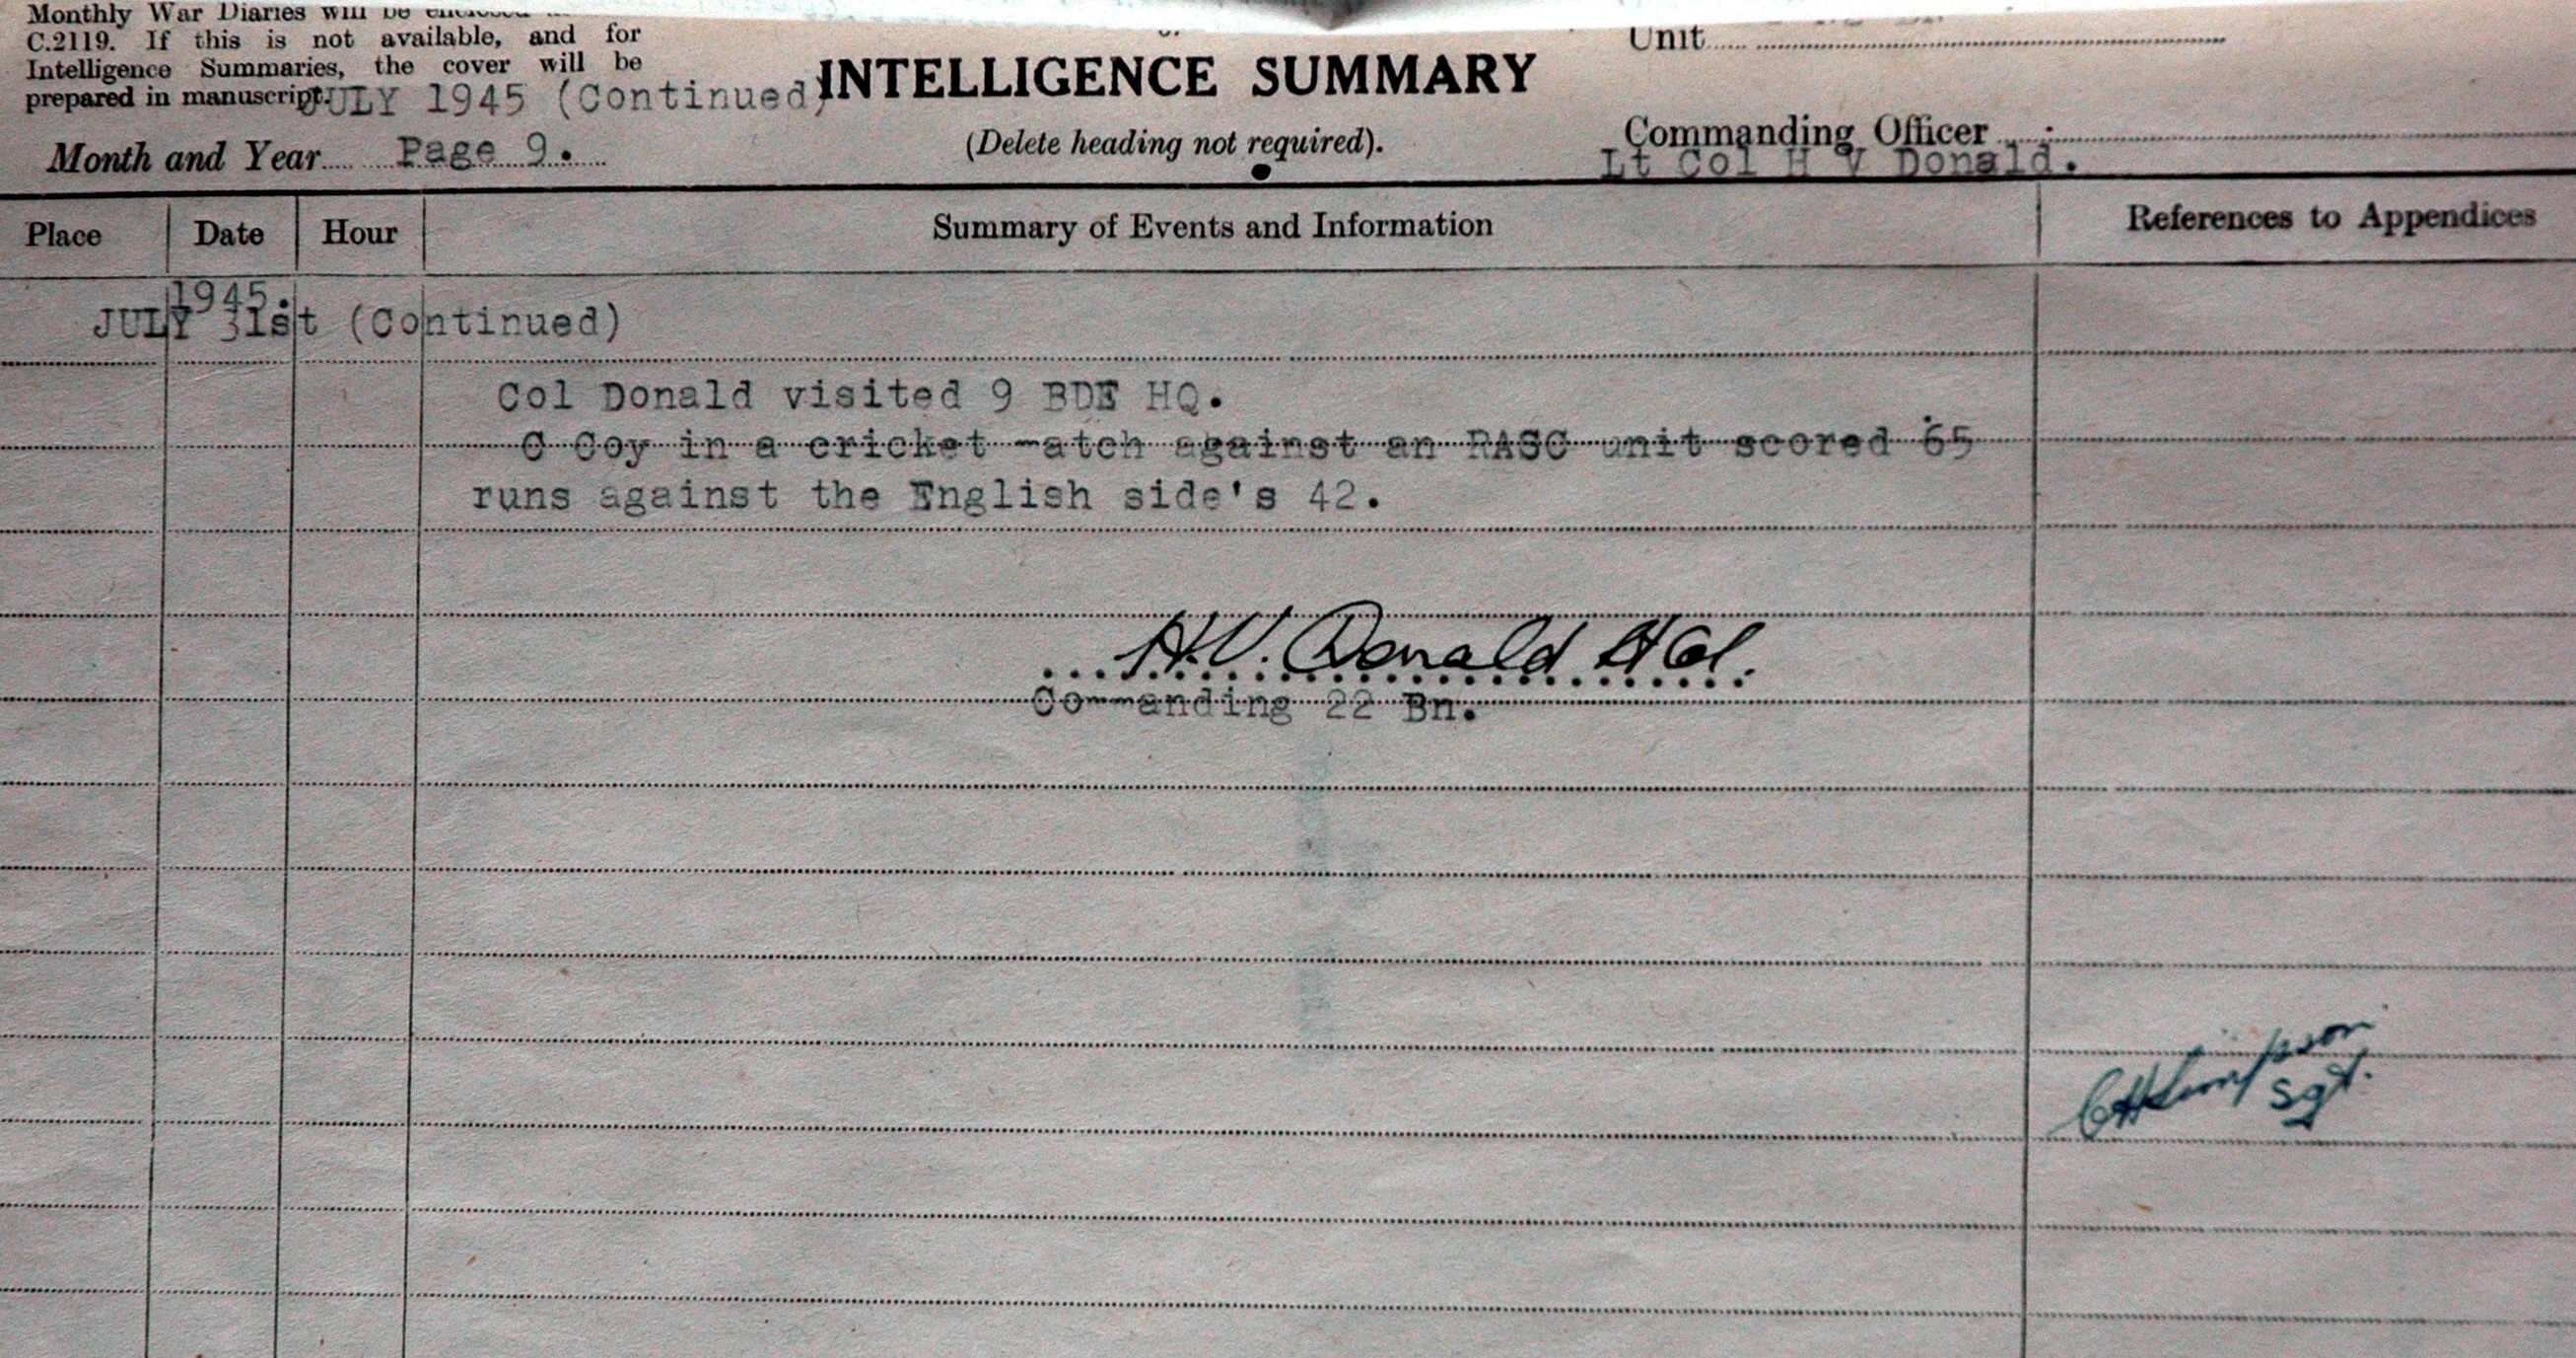 Monthly War Diaries will be
C.2119. If this is not available, and for
Intelligence Summaries, the cover will be
prepared in manuscript.
JULY 1945 (Continued)
INTELLIGENCE SUMMARY
(Delete heading not required).
Unit
Commanding Officer
Lt Col H V Donald.
Month and Year Page 9.
Place Date Hour Summary of Events and Information References to Appendices
1945
JULY 31st (Continued)
Col Donald visited 9 BDE HQ.
Coy in a cricket match against an RASC unit scored 65
runs against the English side's 42.
H.V. Donald Lt Col.
Commanding 22 Bn.
Sgt.